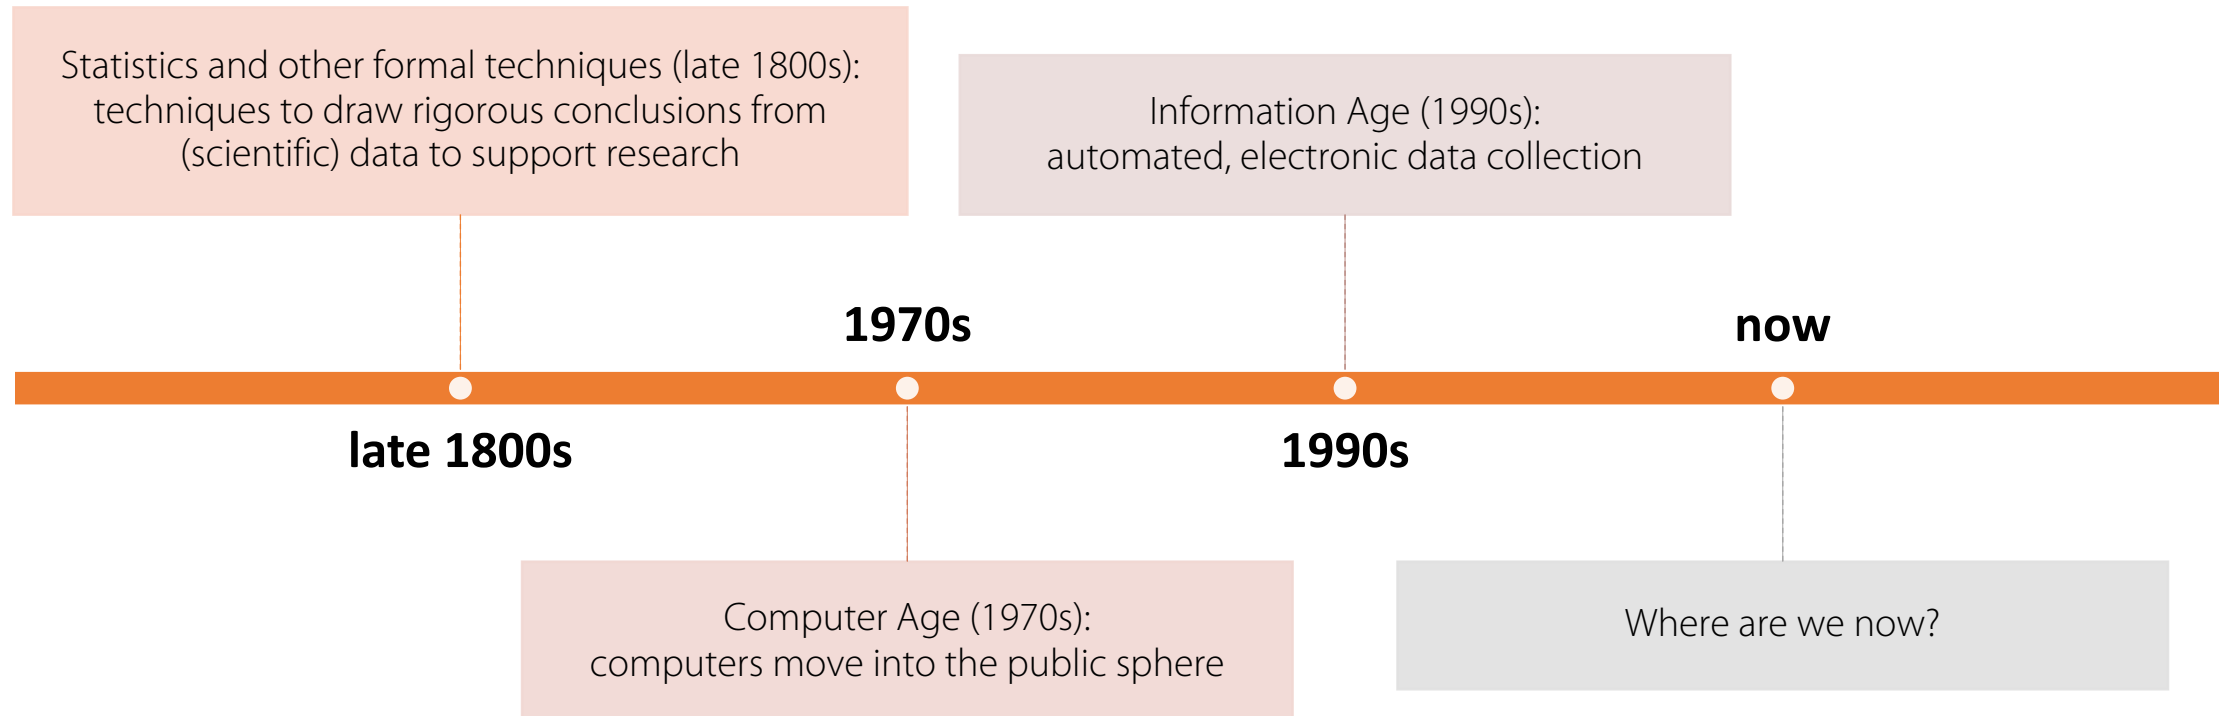 Statistics and other formal techniques (late 1800s):
techniques to draw rigorous conclusions from
(scientific) data to support research
Information Age (1990s):
automated, electronic data collection
1970s
now
late 1800s
1990s
Computer Age (1970s):
computers move into the public sphere
Where are we now?